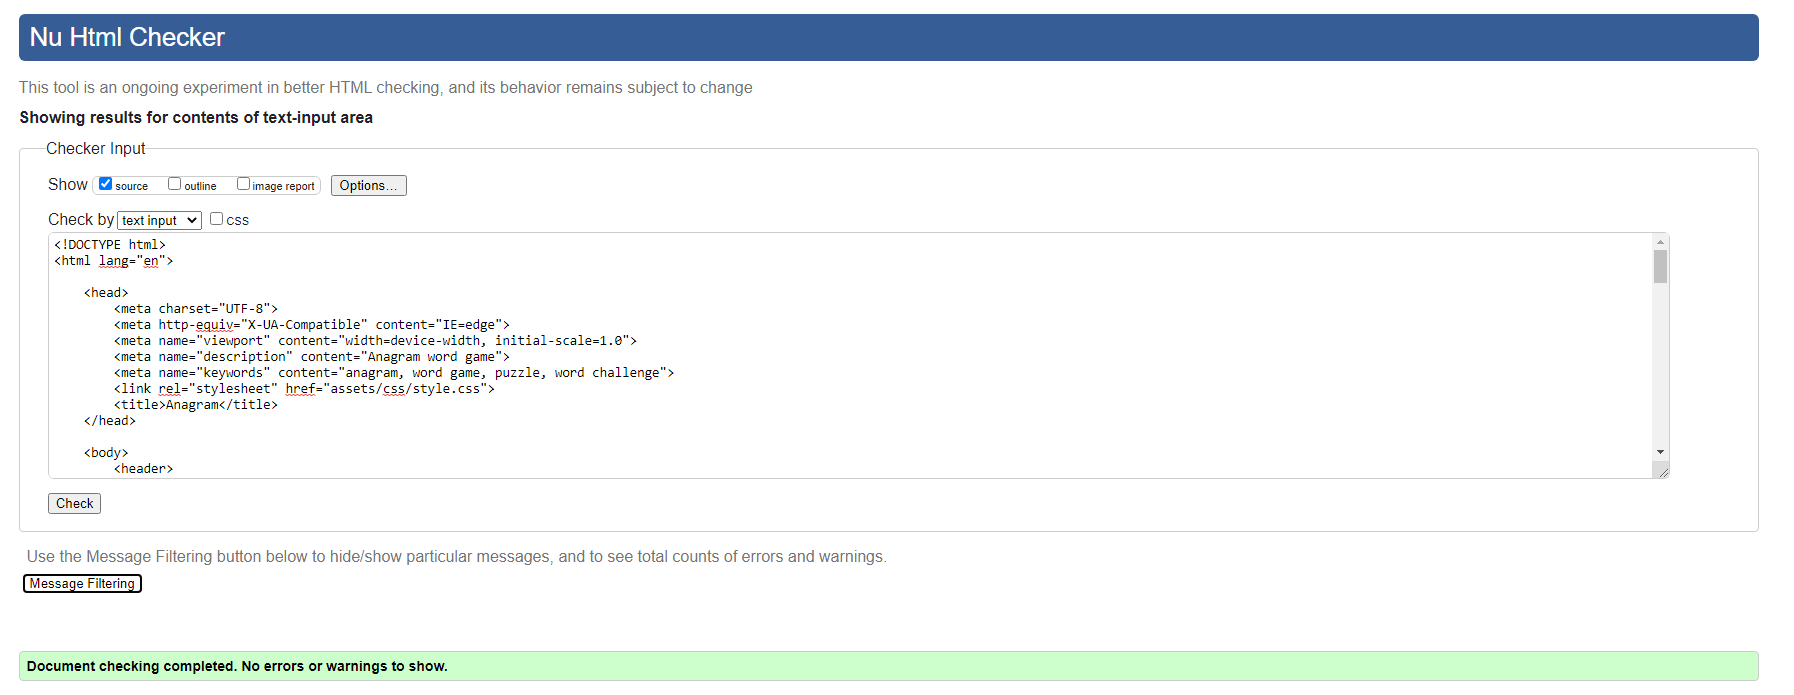 Nu Html Checker
This tool is an ongoing experiment in better HTML checking, and its behavior remains subject to change
Showing results for contents of text-input area
Checker Input
Show source outline image report Options...
Check by text input css
<!DOCTYPE html>
<html lang="en">
<head>
<meta charset="UTF-8">
<meta http-equiv="X-UA-Compatible" content="IE=edge">
<meta name="viewport" content="width=device-width, initial-scale=1.0">
<meta name="description" content="Anagram word game">
<meta name="keywords" content="anagram, word game, puzzle, word challenge">
<link rel="stylesheet" href="assets/css/style.css">
<title>Anagram</title>
</head>
<body>
<header>
Check
Use the Message Filtering button below to hide/show particular messages, and to see total counts of errors and warnings.
Message Filtering
Document checking completed. No errors or warnings to show.